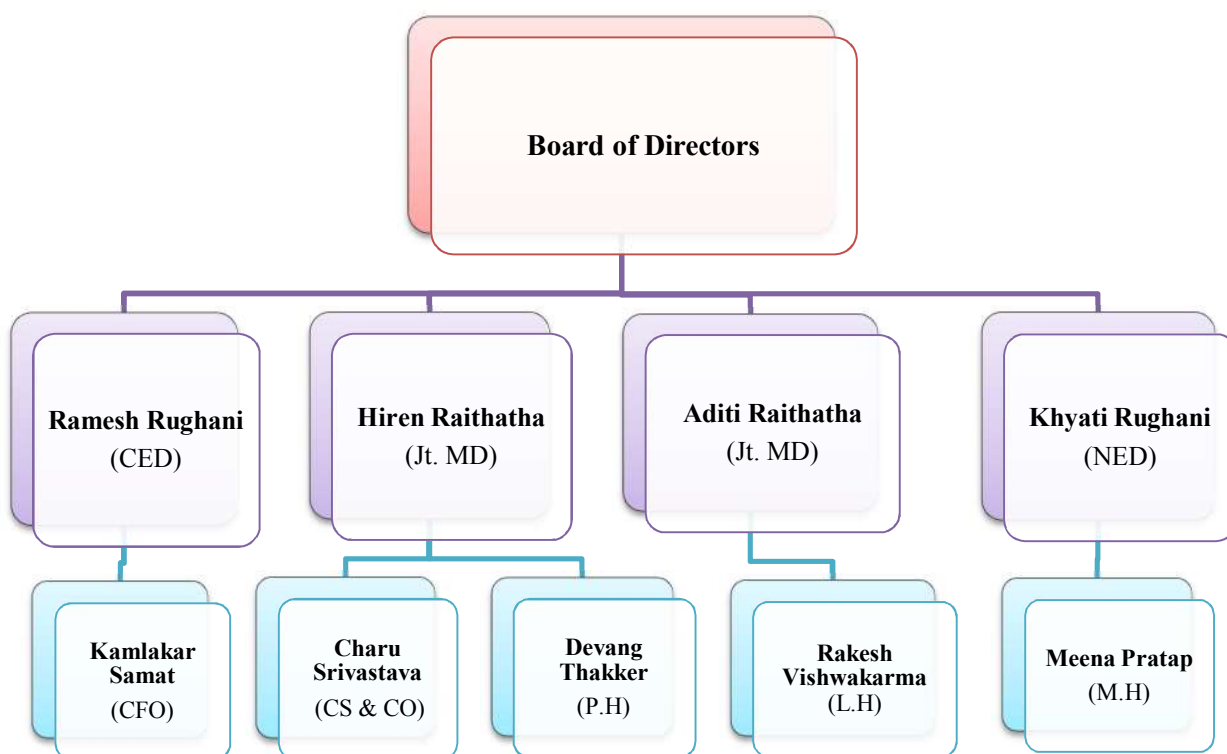 Board of Directors
Ramesh Rughani
(CED)
Hiren Raithatha
(Jt. MD)
Aditi Raithatha
(Jt. MD)
Khyati Rughani
(NED)
Kamlakar
Samat
(CFO)
Charu
Srivastava
(CS & CO)
Devang
Thakker
(P.H)
Rakesh
Vishwakarma
(L.H)
Meena Pratap
(M.H)